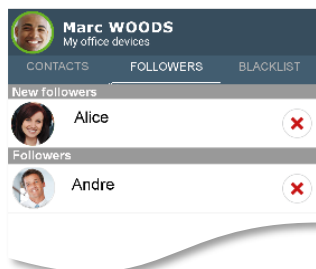 Marc WOODS
My office devices
CONTACTS FOLLOWERS BLACKLIST
New followers
Alice
Followers
Andre